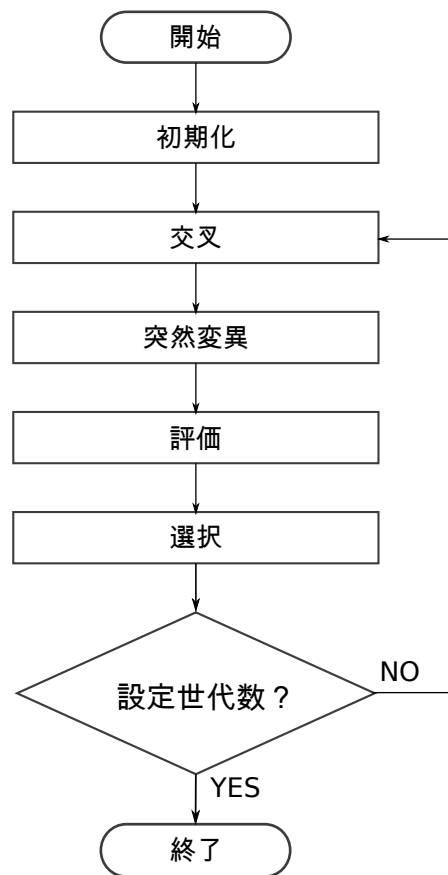 開始
初期化
交叉
突然変異
評価
選択
設定世代数？
NO
YES
終了